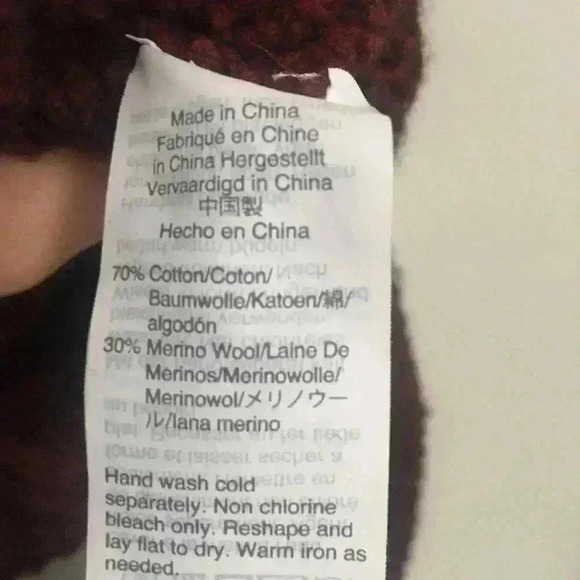 Made in China
Fabriqué en Chine
in China Hergestellt
Vervaardigd in China
中国製
Hecho en China
70% Cotton/Coton/
Baumwolle/Katoen/綿/
algodón
30% Merino Wool/Laine De
Merinos/Merinowolle/
Merinowol/メリノウー
ル/lana merino
Hand wash cold
separately. Non chlorine
bleach only. Reshape and
lay flat to dry. Warm iron as
needed.